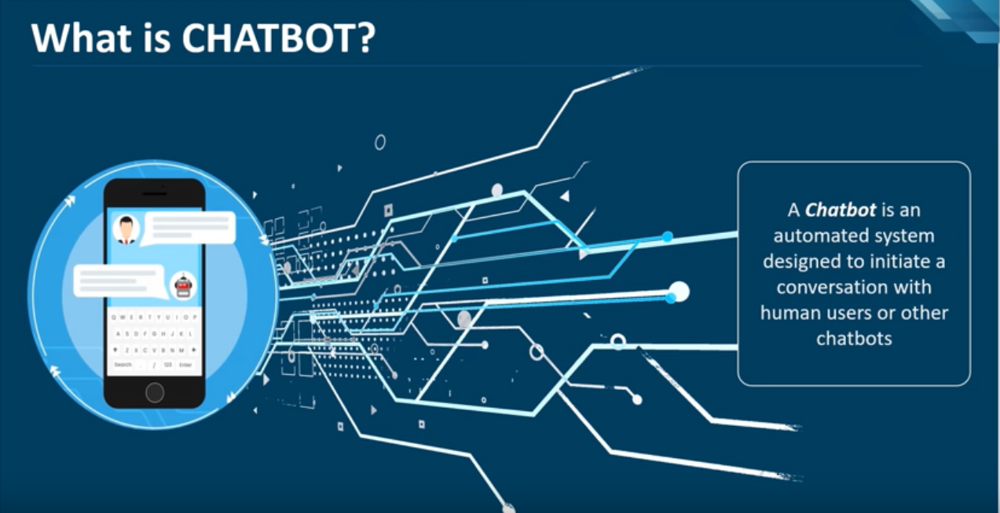 What is CHATBOT?
A Chatbot is an
automated system
designed to initiate a
conversation with
human users or other
chatbots
Q W E R T Y U I O P
A S D F G H J K L
Z X C V B N M
Search . / 123 Enter